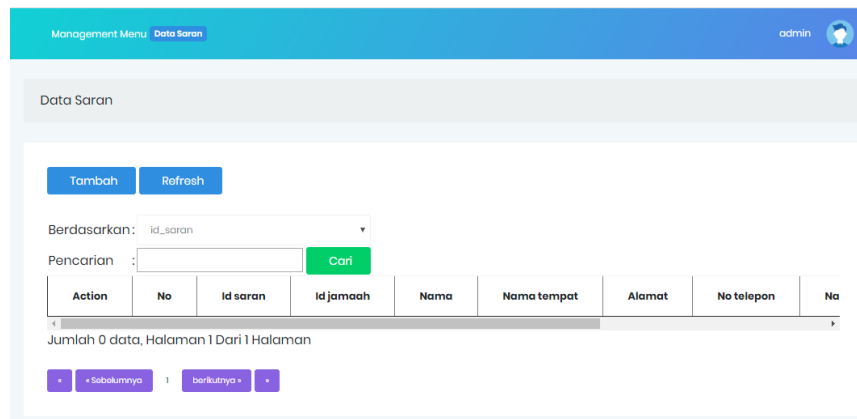 Management Menu Data Saran admin
Data Saran
Tambah Refresh
Berdasarkan : id_saran
Pencarian : Cari
Action No Id saran Id jamaah Nama Nama tempat Alamat No telepon Na
Jumlah 0 data, Halaman 1 Dari 1 Halaman
« « Sebelumnya 1 berikutnya » »